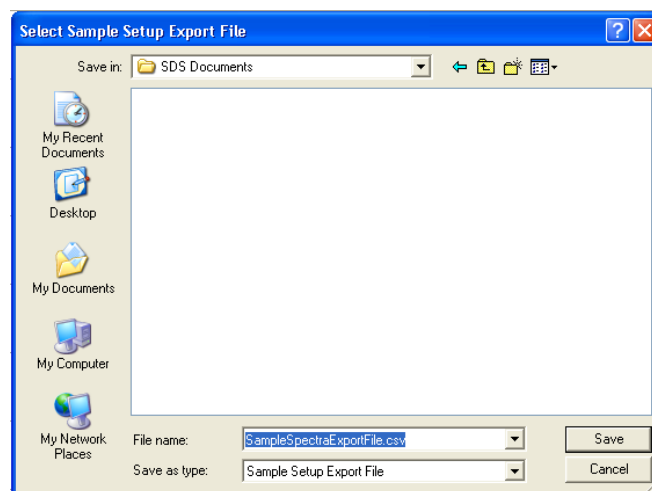 Select Sample Setup Export File
Save in: SDS Documents
My Recent
Documents
Desktop
My Documents
My Computer
My Network
Places
File name: SampleSpectraExportFile.csv Save
Save as type: Sample Setup Export File Cancel